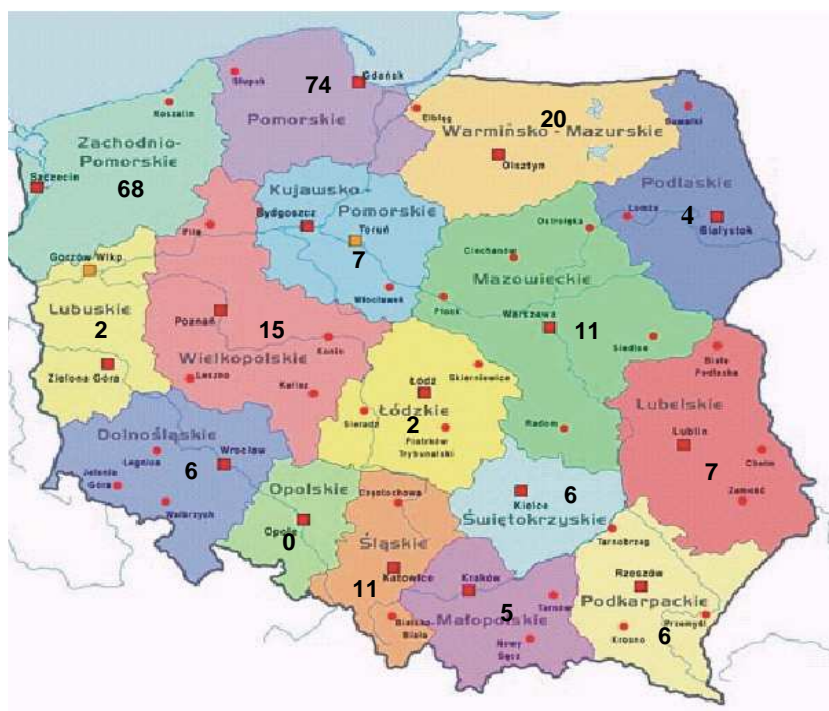 Słupsk
74
Gdańsk
Pomorskie
Koszalin
Elbląg
20
Warmińsko - Mazurskie
Suwałki
Olsztyn
Zachodnio-
Pomorskie
Szczecin
68
Kujawsko -
Pomorskie
Bydgoszcz
Toruń
7
Włocławek
Podlaskie
Łomża
4
Białystok
Ostrołęka
Ciechanów
Mazowieckie
Płock
Warszawa
11
Siedlce
Radom
Piła
Gorzów Wlkp.
Lubuskie
2
Zielona Góra
Poznań
15
Konin
Wielkopolskie
Leszno
Kalisz
Łódź
Skierniewice
Łódzkie
Sieradz
2
Piotrków
Trybunalski
Biała
Podlaska
Lubelskie
Lublin
Chełm
7
Zamość
Dolnośląskie
Legnica
Wrocław
6
Jelenia
Góra
Wałbrzych
Opolskie
Opole
0
Częstochowa
Śląskie
Katowice
11
Bielsko
Biała
6
Kielce
Świętokrzyskie
Tarnobrzeg
Kraków
5
Tarnów
Małopolskie
Nowy
Sącz
Rzeszów
Podkarpackie
Przemyśl
Krosno
6